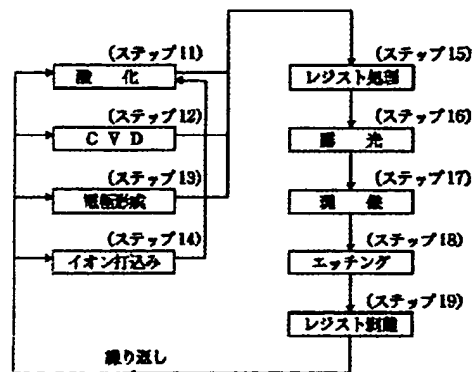 (ステップ11)
酸 化
(ステップ12)
C V D
(ステップ13)
電極形成
(ステップ14)
イオン打込み
(ステップ15)
レジスト処理
(ステップ16)
露 光
(ステップ17)
現 像
(ステップ18)
エッチング
(ステップ19)
レジスト剥離
繰り返し